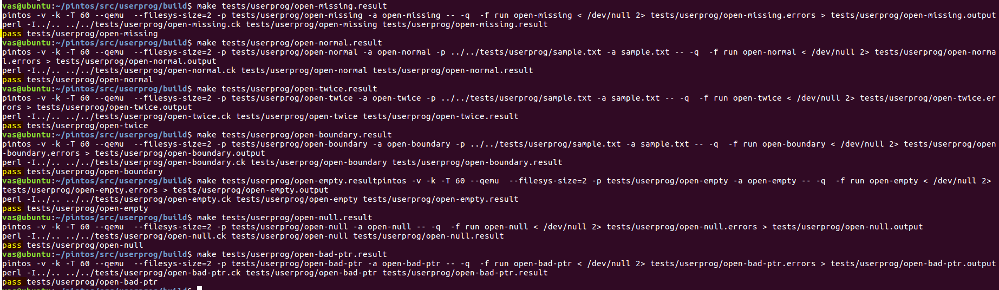 vas@ubuntu:~/pintos/src/userprog/build$ make tests/userprog/open-missing.result
pintos -v -k -T 60 --qemu  --filesys-size=2 -p tests/userprog/open-missing -a open-missing -- -q  -f run open-missing < /dev/null 2> tests/userprog/open-missing.errors > tests/userprog/open-missing.output
perl -I../.. ../../tests/userprog/open-missing.ck tests/userprog/open-missing tests/userprog/open-missing.result
pass tests/userprog/open-missing
vas@ubuntu:~/pintos/src/userprog/build$ make tests/userprog/open-normal.result
pintos -v -k -T 60 --qemu  --filesys-size=2 -p tests/userprog/open-normal -a open-normal -p ../../tests/userprog/sample.txt -a sample.txt -- -q  -f run open-normal < /dev/null 2> tests/userprog/open-norma
l.errors > tests/userprog/open-normal.output
perl -I../.. ../../tests/userprog/open-normal.ck tests/userprog/open-normal tests/userprog/open-normal.result
pass tests/userprog/open-normal
vas@ubuntu:~/pintos/src/userprog/build$ make tests/userprog/open-twice.result
pintos -v -k -T 60 --qemu  --filesys-size=2 -p tests/userprog/open-twice -a open-twice -p ../../tests/userprog/sample.txt -a sample.txt -- -q  -f run open-twice < /dev/null 2> tests/userprog/open-twice.er
rors > tests/userprog/open-twice.output
perl -I../.. ../../tests/userprog/open-twice.ck tests/userprog/open-twice tests/userprog/open-twice.result
pass tests/userprog/open-twice
vas@ubuntu:~/pintos/src/userprog/build$ make tests/userprog/open-boundary.result
pintos -v -k -T 60 --qemu  --filesys-size=2 -p tests/userprog/open-boundary -a open-boundary -p ../../tests/userprog/sample.txt -a sample.txt -- -q  -f run open-boundary < /dev/null 2> tests/userprog/open
-boundary.errors > tests/userprog/open-boundary.output
perl -I../.. ../../tests/userprog/open-boundary.ck tests/userprog/open-boundary tests/userprog/open-boundary.result
pass tests/userprog/open-boundary
vas@ubuntu:~/pintos/src/userprog/build$ make tests/userprog/open-empty.resultpintos -v -k -T 60 --qemu  --filesys-size=2 -p tests/userprog/open-empty -a open-empty -- -q  -f run open-empty < /dev/null 2>
tests/userprog/open-empty.errors > tests/userprog/open-empty.output
perl -I../.. ../../tests/userprog/open-empty.ck tests/userprog/open-empty tests/userprog/open-empty.result
pass tests/userprog/open-empty
vas@ubuntu:~/pintos/src/userprog/build$ make tests/userprog/open-null.result
pintos -v -k -T 60 --qemu  --filesys-size=2 -p tests/userprog/open-null -a open-null -- -q  -f run open-null < /dev/null 2> tests/userprog/open-null.errors > tests/userprog/open-null.output
perl -I../.. ../../tests/userprog/open-null.ck tests/userprog/open-null tests/userprog/open-null.result
pass tests/userprog/open-null
vas@ubuntu:~/pintos/src/userprog/build$ make tests/userprog/open-bad-ptr.result
pintos -v -k -T 60 --qemu  --filesys-size=2 -p tests/userprog/open-bad-ptr -a open-bad-ptr -- -q  -f run open-bad-ptr < /dev/null 2> tests/userprog/open-bad-ptr.errors > tests/userprog/open-bad-ptr.output
perl -I../.. ../../tests/userprog/open-bad-ptr.ck tests/userprog/open-bad-ptr tests/userprog/open-bad-ptr.result
pass tests/userprog/open-bad-ptr
vas@ubuntu:~/pintos/src/userprog/build$